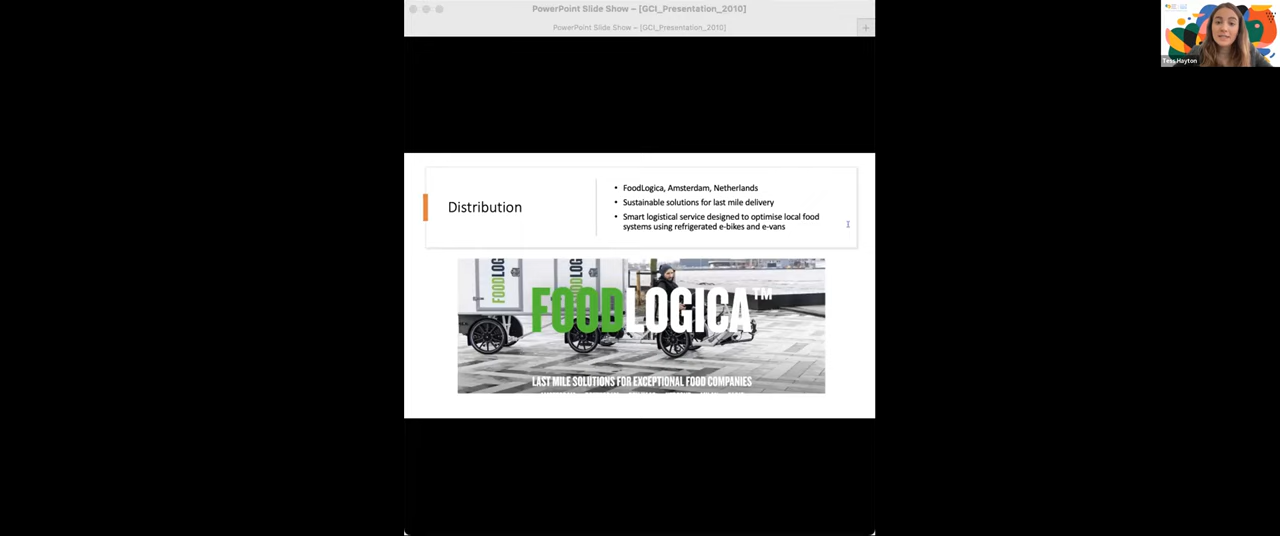 PowerPoint Slide Show – [GCI_Presentation_2010]
PowerPoint Slide Show – [GCI_Presentation_2010]
Tess Hayton
Distribution
• FoodLogica, Amsterdam, Netherlands
• Sustainable solutions for last mile delivery
• Smart logistical service designed to optimise local food
systems using refrigerated e-bikes and e-vans
FOODLOG
FOODLOG
FOODLOGICA™
LAST MILE SOLUTIONS FOR EXCEPTIONAL FOOD COMPANIES